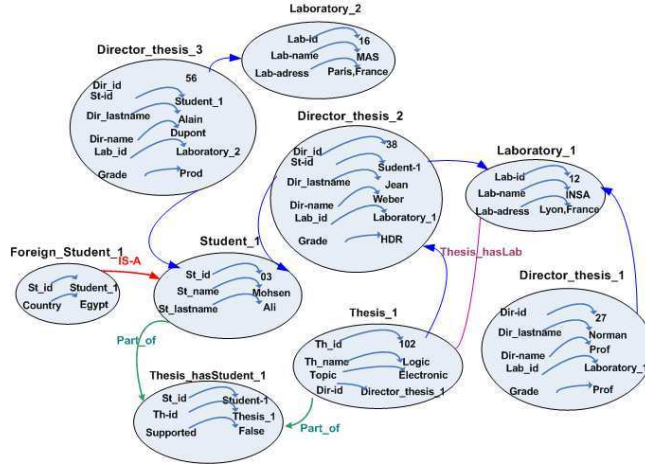 Laboratory_2
Lab-id 16
Lab-name MAS
Lab-adress Paris,France
Director_thesis_3
Dir_id 56
St-id Student_1
Dir_lastname Alain
Dir-name Dupont
Lab_id Laboratory_2
Grade Prod
Director_thesis_2
Dir_id 38
St-id Sudent-1
Dir_lastname Jean
Dir-name Weber
Lab_id Laboratory_1
Grade HDR
Laboratory_1
Lab-id 12
Lab-name INSA
Lab-adress Lyon,France
Thesis_hasLab
Foreign_Student_1
IS-A
St_id Student_1
Country Egypt
Student_1
St_id 03
St_name Mohsen
St_lastname Ali
Director_thesis_1
Dir-id 27
Dir_lastname Norman
Dir-name Prof
Lab_id Laboratory_1
Grade Prof
Thesis_1
Th_id 102
Th_name Logic
Topic Electronic
Dir-id Director_thesis_1
Part_of
Thesis_hasStudent_1
St_id Student-1
Th-id Thesis_1
Supported False
Part_of